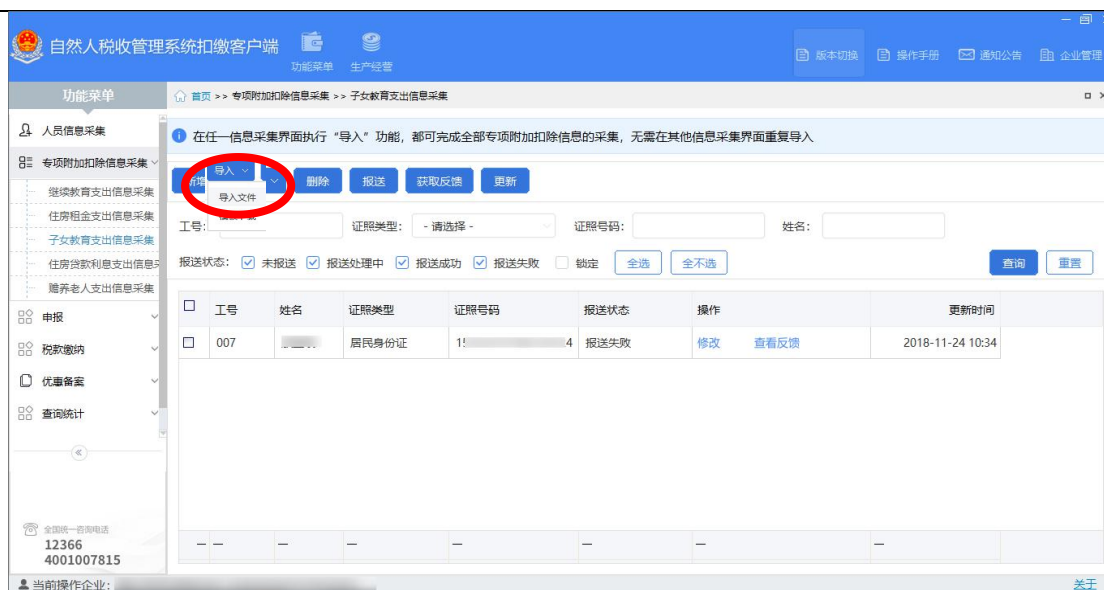 自然人税收管理系统扣缴客户端
功能菜单 生产经营
版本切换 操作手册 通知公告 企业管理
功能菜单
首页 >> 专项附加扣除信息采集 >> 子女教育支出信息采集
人员信息采集
专项附加扣除信息采集
继续教育支出信息采集
住房租金支出信息采集
子女教育支出信息采集
住房贷款利息支出信息
赡养老人支出信息采集
申报
税款缴纳
优惠备案
查询统计
全国统一咨询电话
12366
4001007815
在任一信息采集界面执行“导入”功能，都可完成全部专项附加扣除信息的采集，无需在其他信息采集界面重复导入
导入 删除 报送 获取反馈 更新
导入文件
工号: 证照类型: - 请选择 - 证照号码: 姓名:
报送状态: 未报送 报送处理中 报送成功 报送失败 锁定 全选 全不选 查询 重置
工号 姓名 证照类型 证照号码 报送状态 操作 更新时间
007 居民身份证 4 报送失败 修改 查看反馈 2018-11-24 10:34
-- -- -- -- -- -- -- --
当前操作企业: 关于